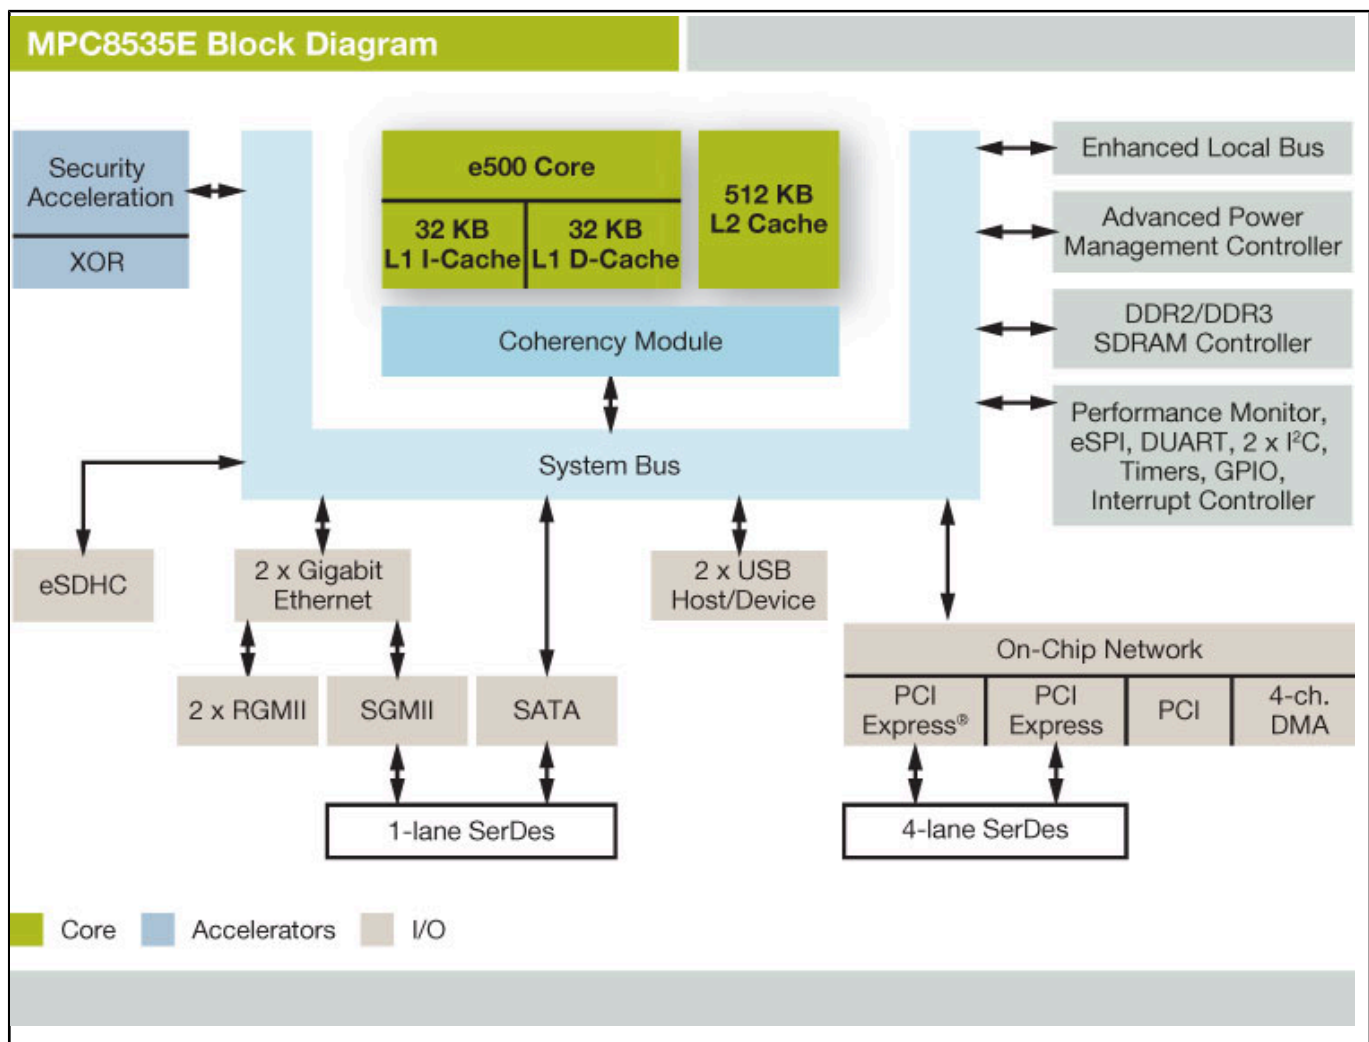 MPC8535E Block Diagram
Security
Acceleration
XOR
e500 Core
32 KB
L1 I-Cache
32 KB
L1 D-Cache
512 KB
L2 Cache
Coherency Module
System Bus
Enhanced Local Bus
Advanced Power
Management Controller
DDR2/DDR3
SDRAM Controller
Performance Monitor,
eSPI, DUART, 2 x I²C,
Timers, GPIO,
Interrupt Controller
eSDHC
2 x Gigabit
Ethernet
2 x USB
Host/Device
2 x RGMII
SGMII
SATA
On-Chip Network
PCI
Express®
PCI
Express
PCI
4-ch.
DMA
1-lane SerDes
4-lane SerDes
Core
Accelerators
I/O